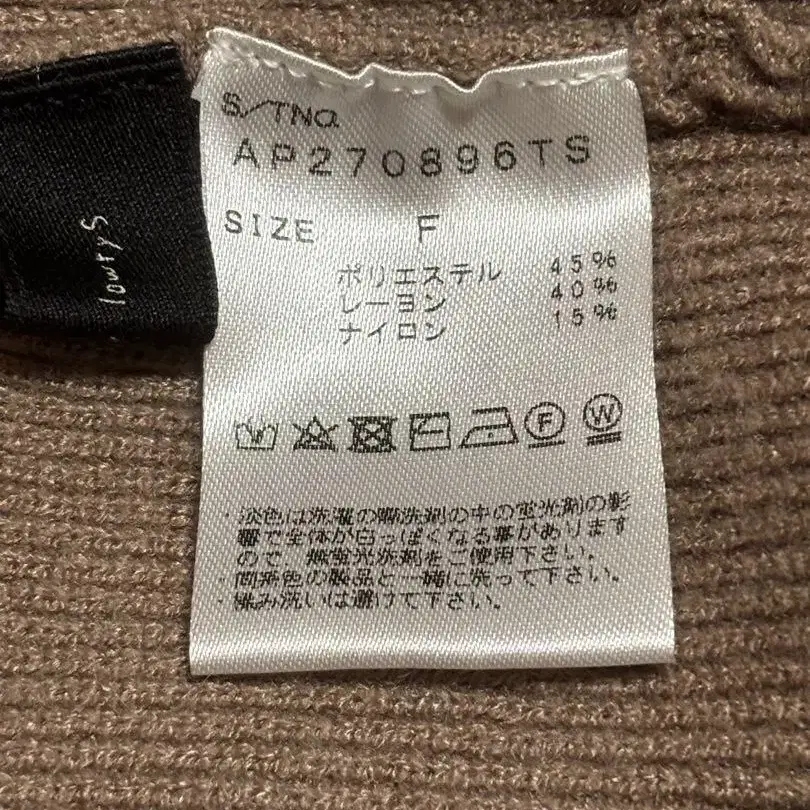 lowrys
S/TNo.
AP270896TS
SIZE F
ポリエステル 45%
レーヨン 40%
ナイロン 15%
F W
・淡色は洗濯の際洗剤の中の蛍光剤の影
響で全体が白っぽくなる事があります
ので、無蛍光洗剤をご使用下さい。
・同系色の製品と一緒に洗って下さい。
・揉み洗いは避けて下さい。